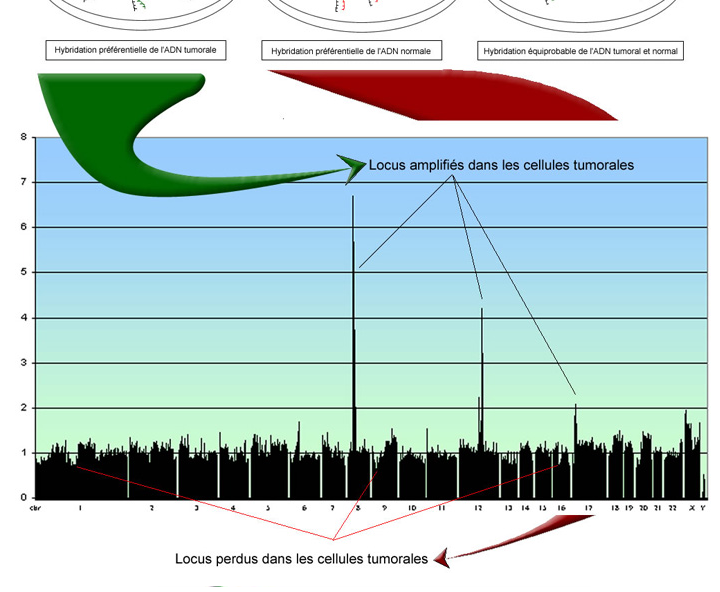 Hybridation préférentielle de l'ADN tumorale
Hybridation préférentielle de l'ADN normale
Hybridation équiprobable de l'ADN tumoral et normal
8
Locus amplifiés dans les cellules tumorales
7
6
5
4
3
2
1
0
chr 1 2 3 4 5 6 7 8 9 10 11 12 13 14 15 16 17 18 19 20 21 22 X Y
Locus perdus dans les cellules tumorales